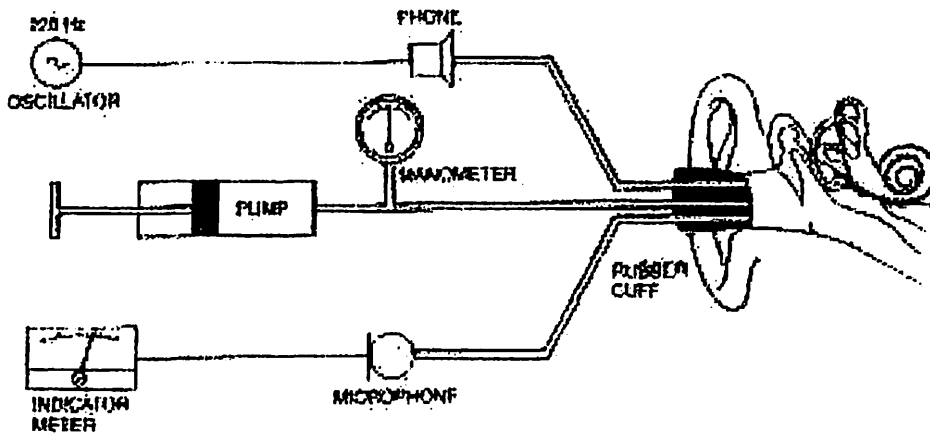 220 Hz
PHONE
OSCILLATOR
MANOMETER
PUMP
RUBBER
CUFF
MICROPHONE
INDICATOR
METER